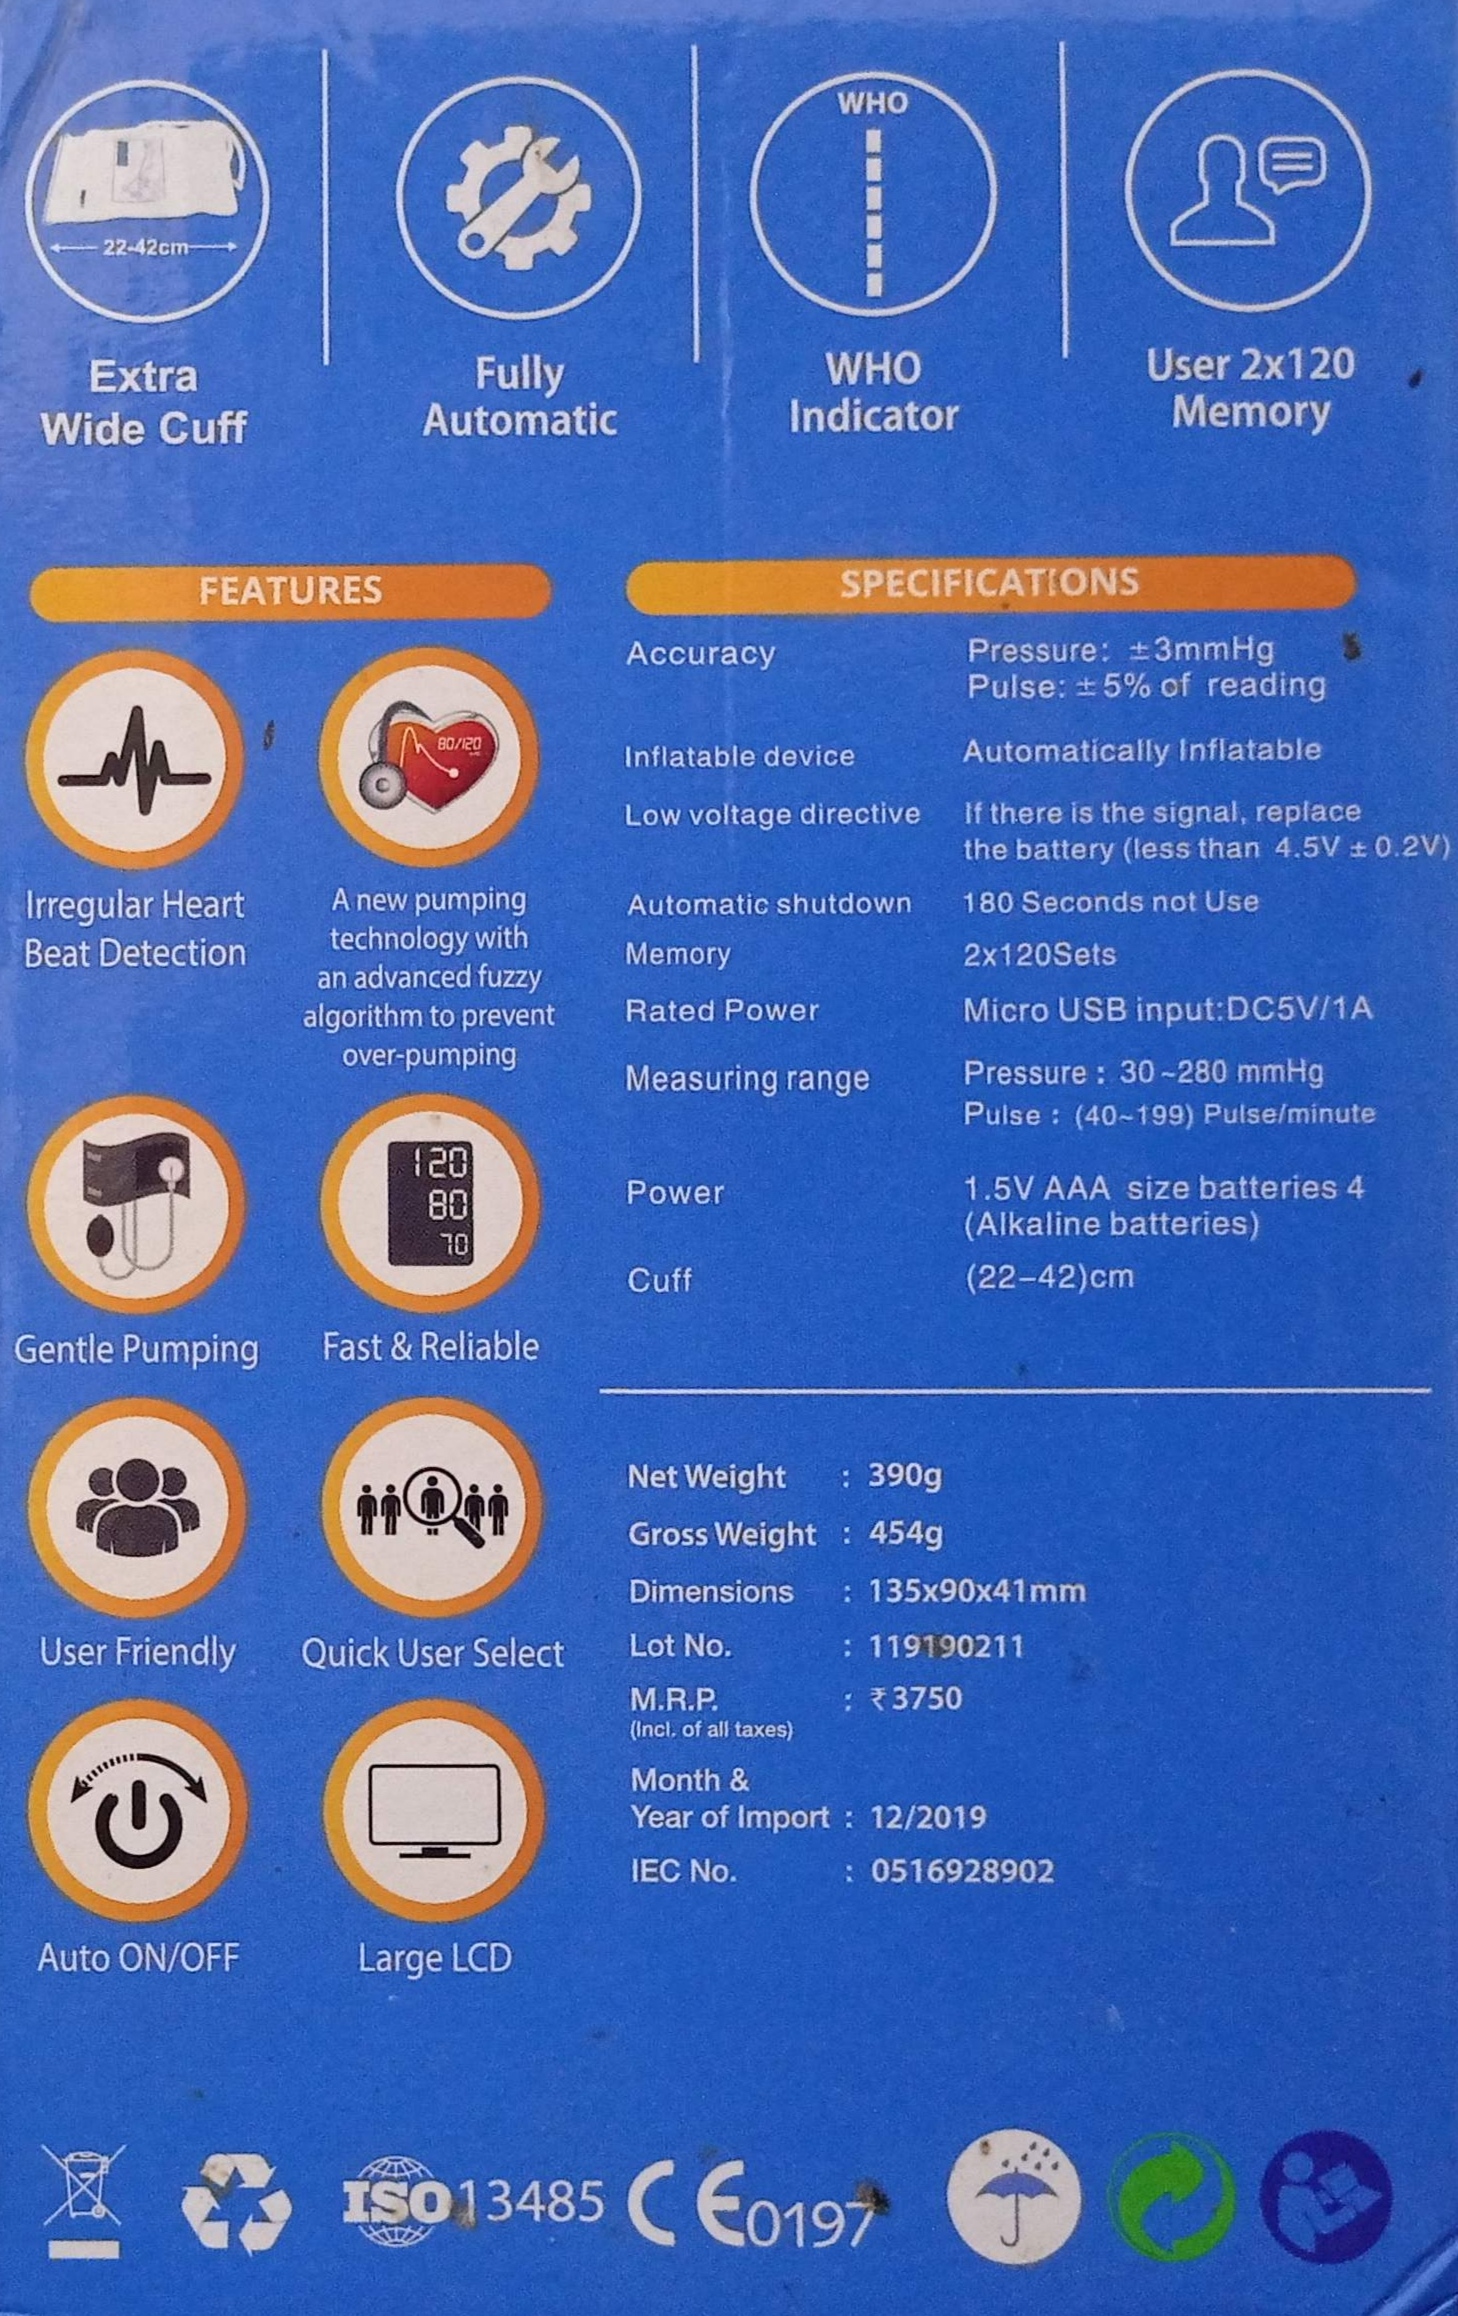 22-42cm
Extra
Wide Cuff
Fully
Automatic
WHO
WHO
Indicator
User 2x120
Memory
FEATURES
Irregular Heart
Beat Detection
80/120
A new pumping
technology with
an advanced fuzzy
algorithm to prevent
over-pumping
Gentle Pumping
120
80
70
Fast & Reliable
User Friendly
Quick User Select
Auto ON/OFF
Large LCD
SPECIFICATIONS
Accuracy Pressure: ±3mmHg
Pulse: ±5% of reading
Inflatable device Automatically Inflatable
Low voltage directive If there is the signal, replace
the battery (less than 4.5V ± 0.2V)
Automatic shutdown 180 Seconds not Use
Memory 2x120Sets
Rated Power Micro USB input:DC5V/1A
Measuring range Pressure : 30~280 mmHg
Pulse : (40~199) Pulse/minute
Power 1.5V AAA size batteries 4
(Alkaline batteries)
Cuff (22–42)cm
Net Weight : 390g
Gross Weight : 454g
Dimensions : 135x90x41mm
Lot No. : 119190211
M.R.P. : ₹3750
(Incl. of all taxes)
Month &
Year of Import : 12/2019
IEC No. : 0516928902
ISO 13485 CE0197